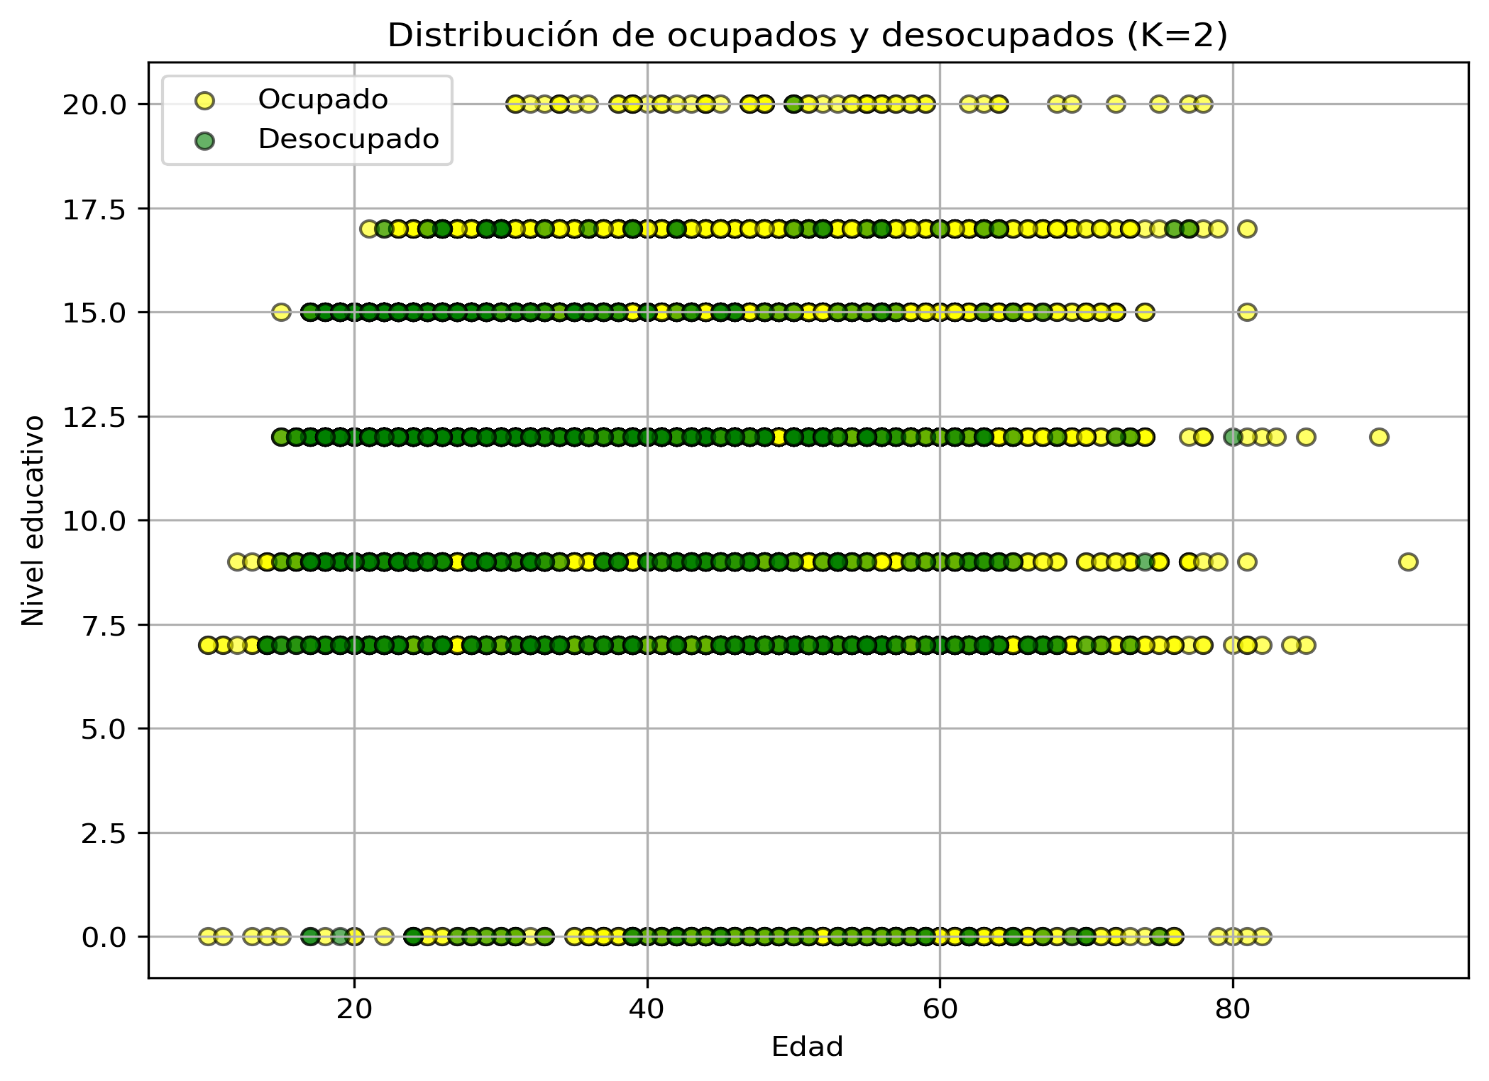 Distribución de ocupados y desocupados (K=2)
Ocupado
Desocupado
20.0
17.5
15.0
12.5
10.0
7.5
5.0
2.5
0.0
Nivel educativo
20
40
60
80
Edad